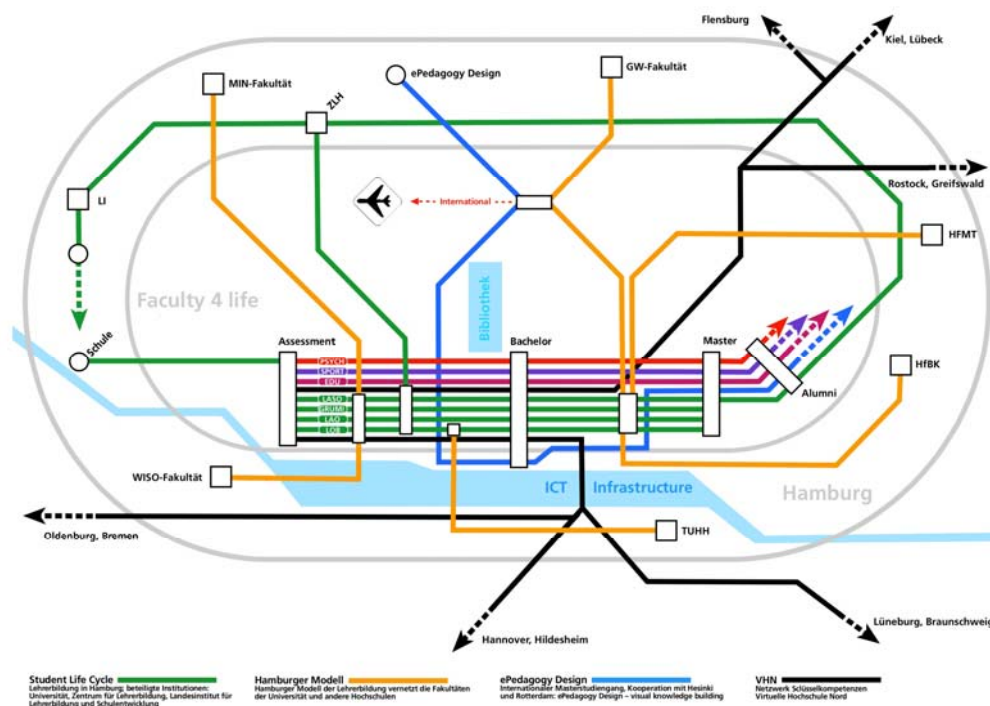 Flensburg
Kiel, Lübeck
MIN-Fakultät
ePedagogy Design
GW-Fakultät
ZLH
Rostock, Greifswald
LI
International
HFMT
Bibliothek
Faculty 4 life
Schule
Assessment
Bachelor
Master
PSYCH
SPORT
EDU
LASO
GRUMI
LAO
LOB
HfBK
Alumni
WISO-Fakultät
ICT Infrastructure
Hamburg
Oldenburg, Bremen
TUHH
Hannover, Hildesheim
Lüneburg, Braunschweig
Student Life Cycle
Lehrerbildung in Hamburg; beteiligte Institutionen:
Universität, Zentrum für Lehrerbildung, Landesinstitut für
Lehrerbildung und Schulentwicklung
Hamburger Modell
Hamburger Modell der Lehrerbildung vernetzt die Fakultäten
der Universität und andere Hochschulen
ePedagogy Design
Internationaler Masterstudiengang, Kooperation mit Hesinki
und Rotterdam: ePedagogy Design – visual knowledge building
VHN
Netzwerk Slüsselkompetenzen
Virtuelle Hochschule Nord